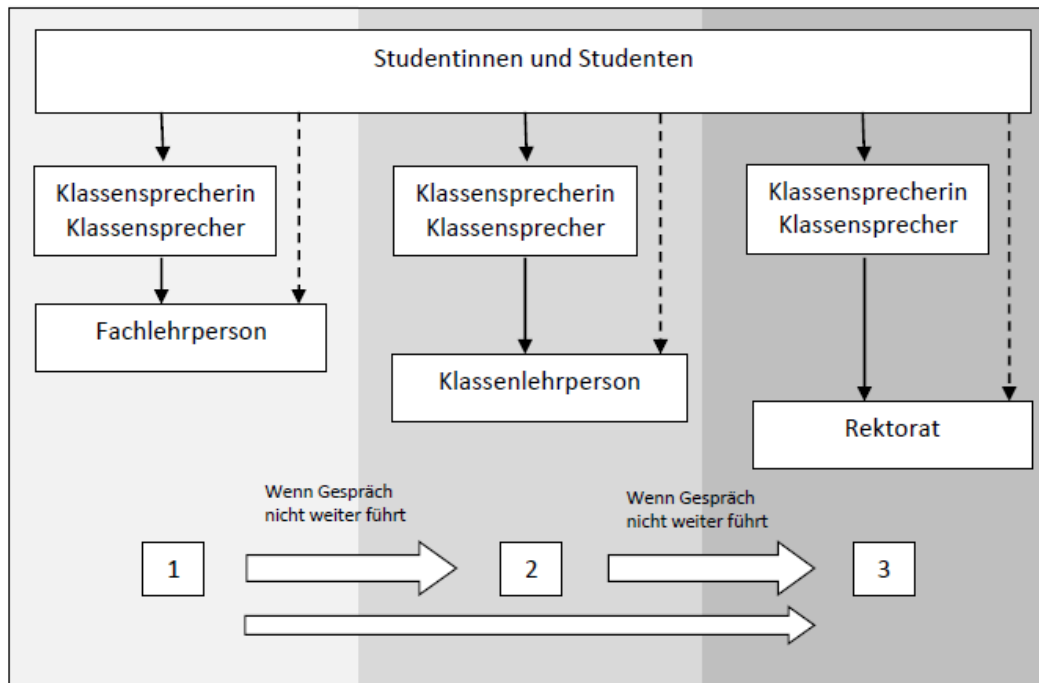 Studentinnen und Studenten
Klassensprecherin
Klassensprecher
Klassensprecherin
Klassensprecher
Klassensprecherin
Klassensprecher
Fachlehrperson
Klassenlehrperson
Rektorat
Wenn Gespräch
nicht weiter führt
Wenn Gespräch
nicht weiter führt
1
2
3